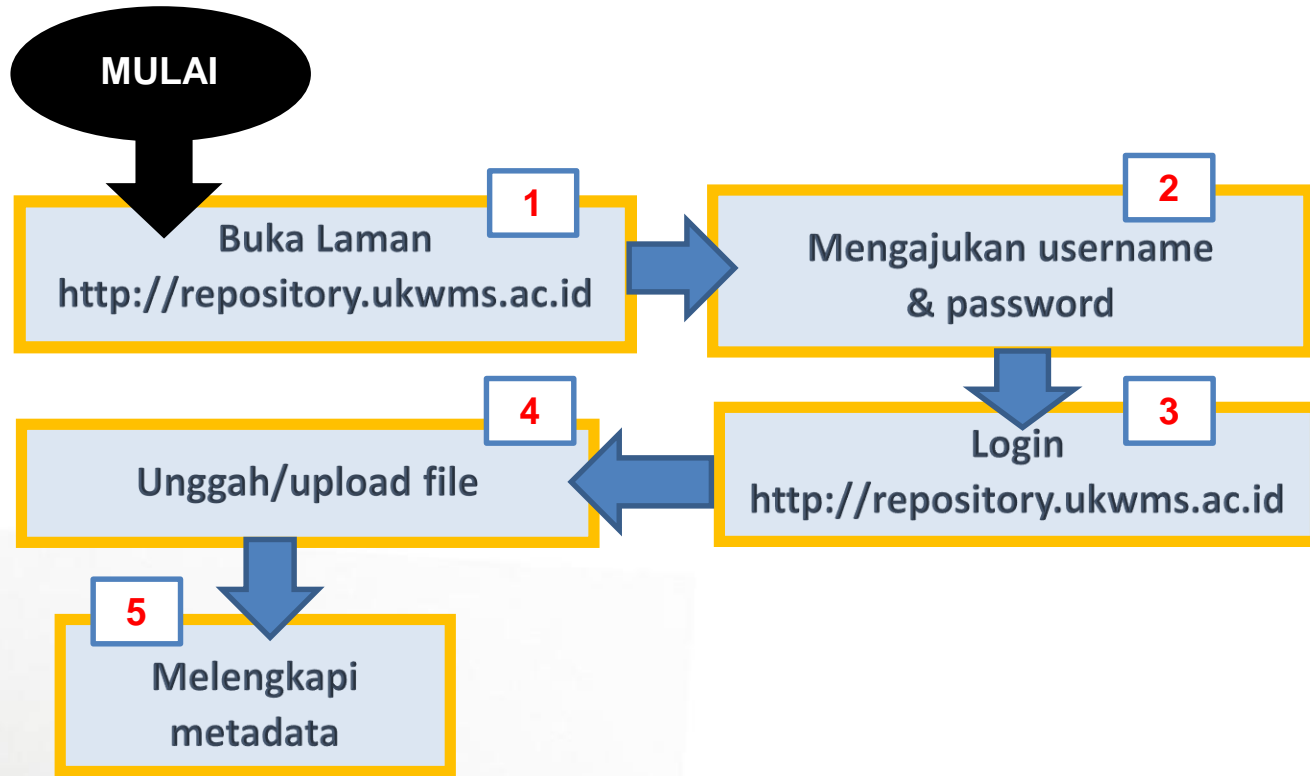 MULAI
1
Buka Laman
http://repository.ukwms.ac.id
2
Mengajukan username
& password
3
Login
http://repository.ukwms.ac.id
4
Unggah/upload file
5
Melengkapi
metadata